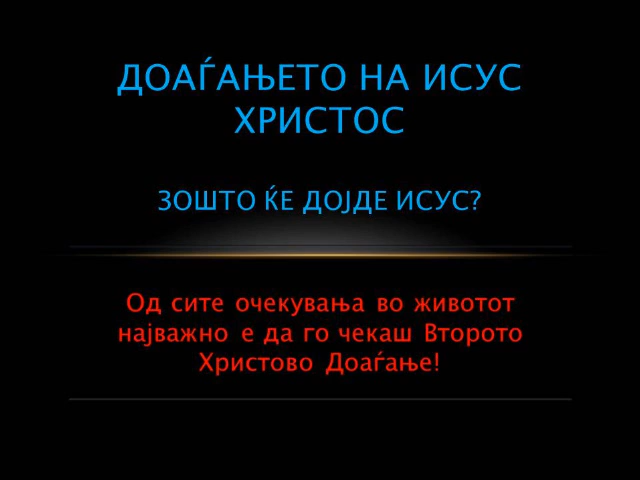 ДОАЃАЊЕТО НА ИСУС
ХРИСТОС
ЗОШТО ЌЕ ДОЈДЕ ИСУС?
Од сите очекувања во животот
најважно е да го чекаш Второто
Христово Доаѓање!